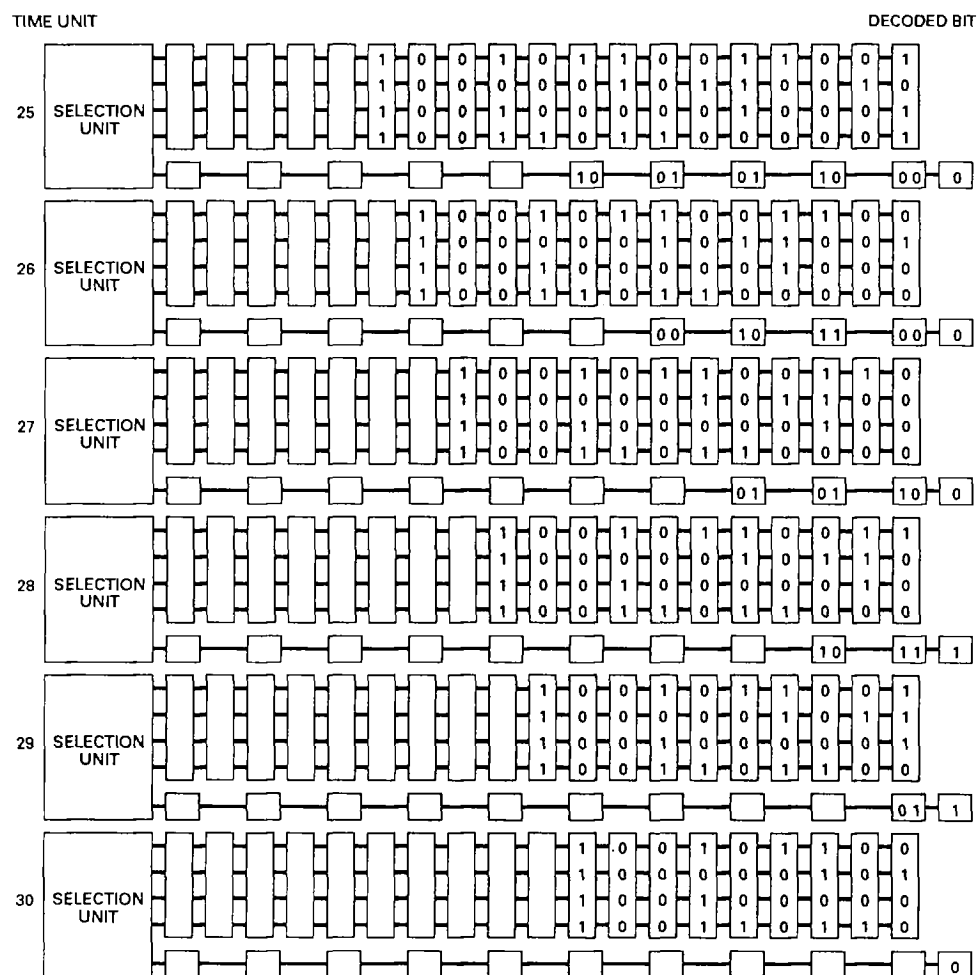 TIME UNIT DECODED BIT
1 0 0 1 0 1 1 0 0 1 1 0 0 1
1 0 0 0 0 0 1 0 1 1 0 0 1 0
25 SELECTION UNIT 1 0 0 1 0 0 0 0 0 1 0 0 0 1
1 0 0 1 1 0 1 1 0 0 0 0 0 1
10 01 01 10 00 0
1 0 0 1 0 1 1 0 0 1 1 0 0
1 0 0 0 0 0 1 0 1 1 0 0 1
26 SELECTION UNIT 1 0 0 1 0 0 0 0 0 1 0 0 0
1 0 0 1 1 0 1 1 0 0 0 0 0
00 10 11 00 0
1 0 0 1 0 1 1 0 0 1 1 0
1 0 0 0 0 0 1 0 1 1 0 0
27 SELECTION UNIT 1 0 0 1 0 0 0 0 0 1 0 0
1 0 0 1 1 0 1 1 0 0 0 0
01 01 10 0
1 0 0 1 0 1 1 0 0 1 1
1 0 0 0 0 0 1 0 1 1 0
28 SELECTION UNIT 1 0 0 1 0 0 0 0 0 1 0
1 0 0 1 1 0 1 1 0 0 0
10 11 1
1 0 0 1 0 1 1 0 0 1
1 0 0 0 0 0 1 0 1 1
29 SELECTION UNIT 1 0 0 1 0 0 0 0 0 1
1 0 0 1 1 0 1 1 0 0
01 1
1 0 0 1 0 1 1 0 0
1 0 0 0 0 0 1 0 1
30 SELECTION UNIT 1 0 0 1 0 0 0 0 0
1 0 0 1 1 0 1 1 0
0